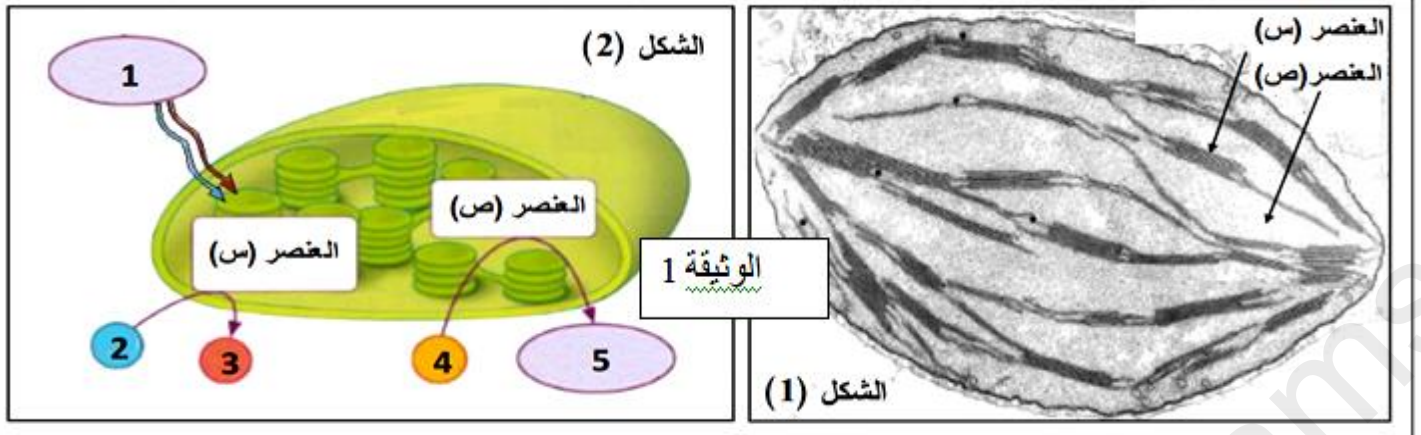 العنصر (س)
العنصر(ص)
الشكل (1)
الشكل (2)
1
العنصر (ص)
العنصر (س)
2
3
4
5
الوثيقة 1